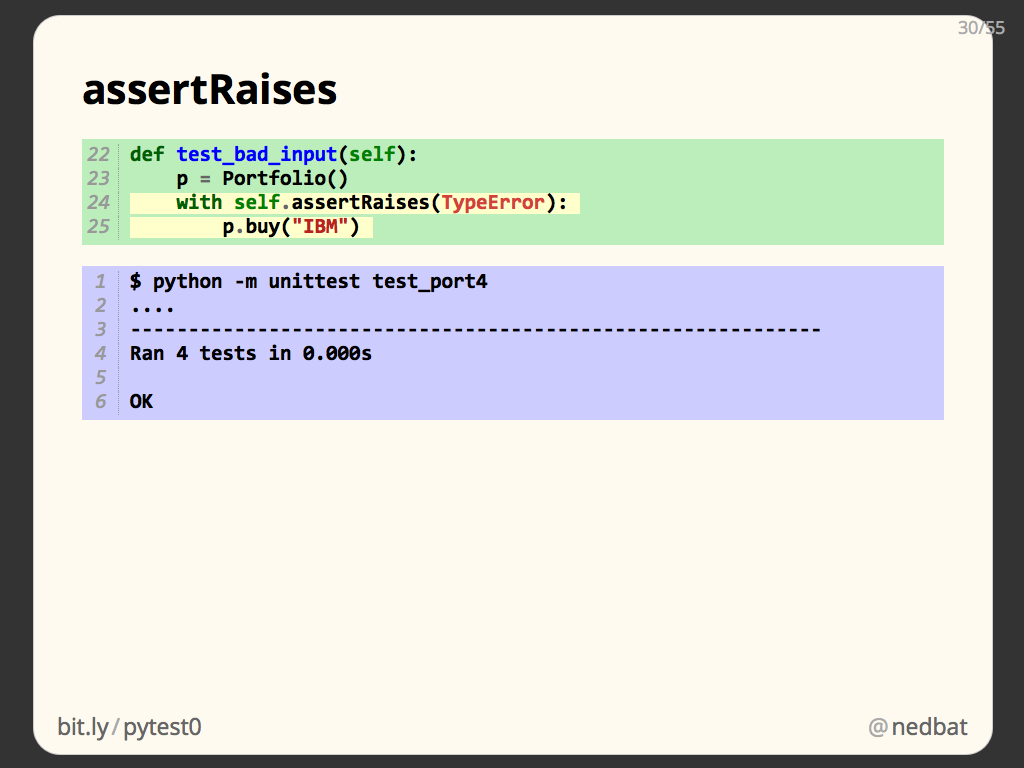 30/55
assertRaises
22 def test_bad_input(self):
23     p = Portfolio()
24     with self.assertRaises(TypeError):
25         p.buy("IBM")
1 $ python -m unittest test_port4
2 ....
3 ------------------------------------------------------------
4 Ran 4 tests in 0.000s
5
6 OK
bit.ly/pytest0
@nedbat